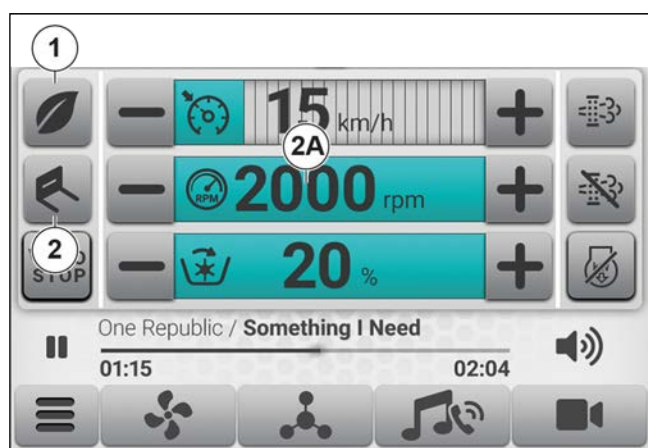 1
15 km/h
2A
RPM 2000 rpm
2
STOP
20 %
One Republic / Something I Need
01:15
02:04